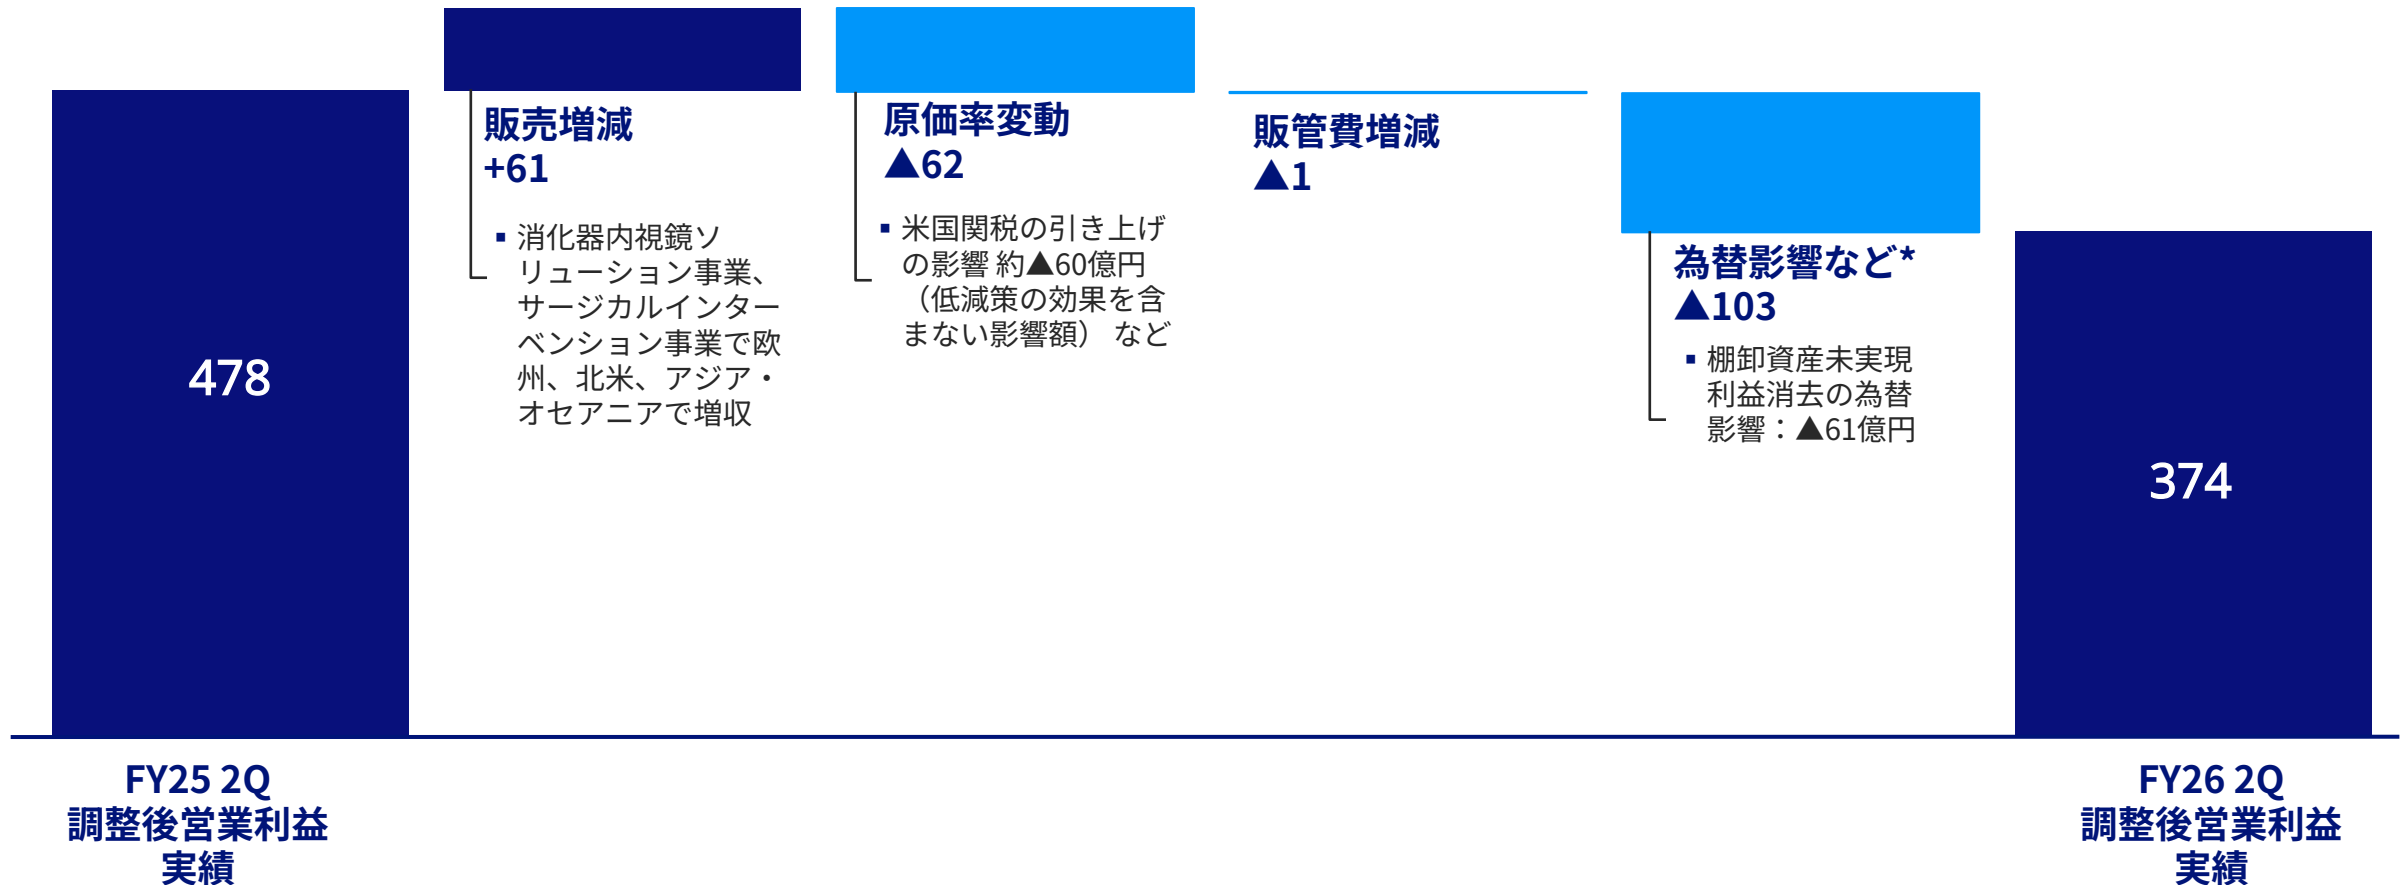 478
販売増減
+61
▪ 消化器内視鏡ソ
リューション事業、
サージカルインター
ベンション事業で欧
州、北米、アジア・
オセアニアで増収
原価率変動
▲62
▪ 米国関税の引き上げ
の影響 約▲60億円
（低減策の効果を含
まない影響額） など
販管費増減
▲1
為替影響など*
▲103
▪ 棚卸資産未実現
利益消去の為替
影響：▲61億円
374
FY25 2Q
調整後営業利益
実績
FY26 2Q
調整後営業利益
実績